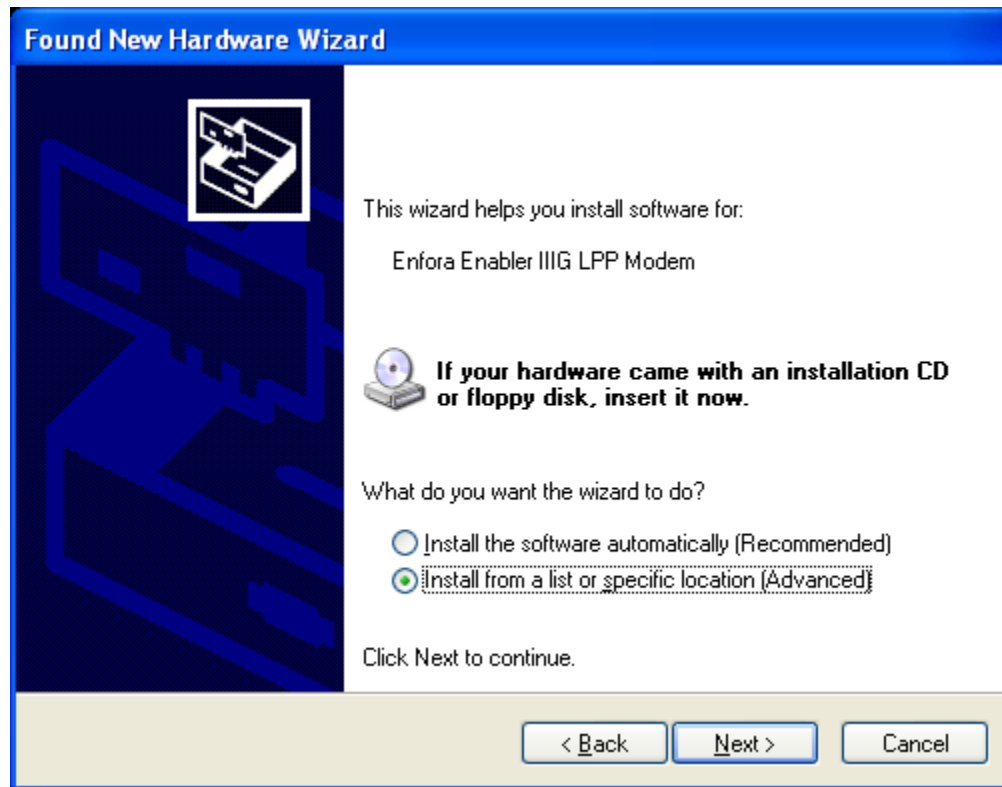 Found New Hardware Wizard
This wizard helps you install software for:
Enfora Enabler IIIG LPP Modem
If your hardware came with an installation CD
or floppy disk, insert it now.
What do you want the wizard to do?
Install the software automatically (Recommended)
Install from a list or specific location (Advanced)
Click Next to continue.
< Back
Next >
Cancel